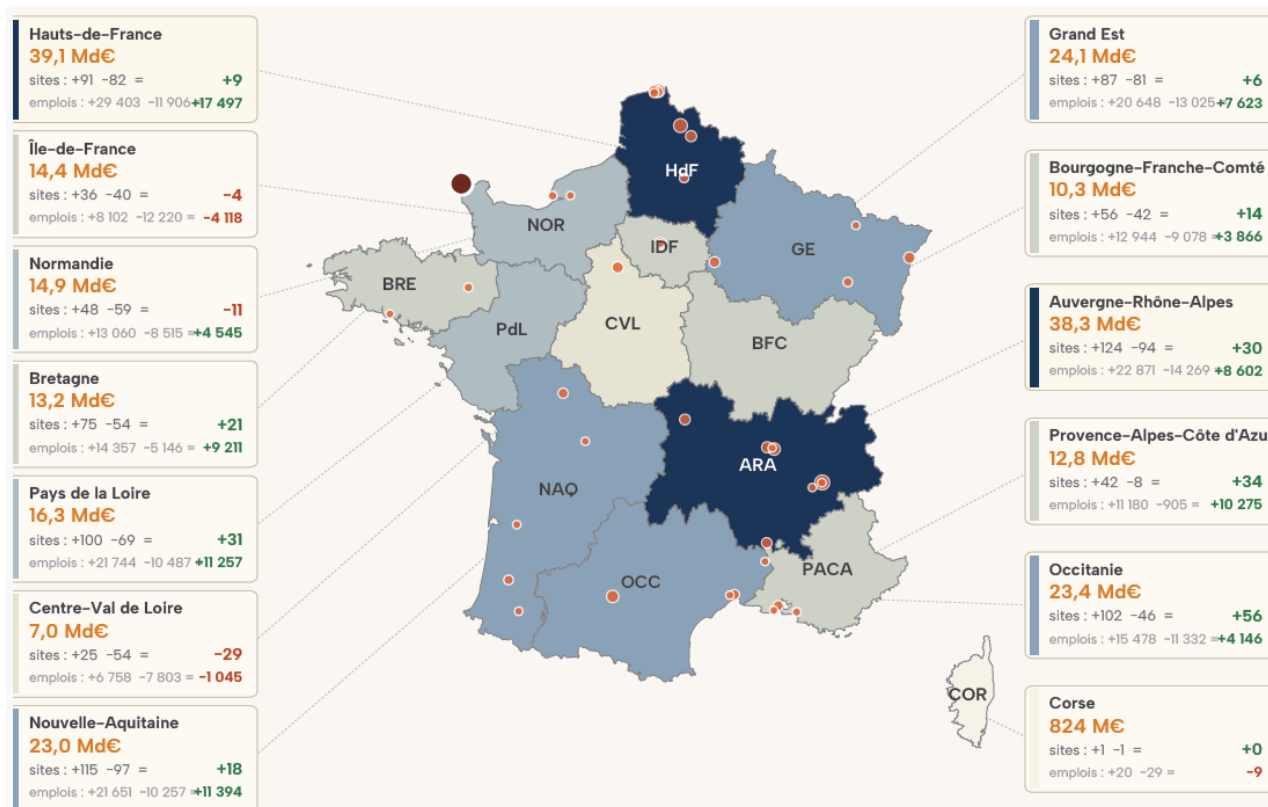 Hauts-de-France
39,1 Md€
sites : +91 -82 = +9
emplois : +29 403 -11 906 +17 497
Île-de-France
14,4 Md€
sites : +36 -40 = -4
emplois : +8 102 -12 220 = -4 118
Normandie
14,9 Md€
sites : +48 -59 = -11
emplois : +13 060 -8 515 = +4 545
Bretagne
13,2 Md€
sites : +75 -54 = +21
emplois : +14 357 -5 146 = +9 211
Pays de la Loire
16,3 Md€
sites : +100 -69 = +31
emplois : +21 744 -10 487 +11 257
Centre-Val de Loire
7,0 Md€
sites : +25 -54 = -29
emplois : +6 758 -7 803 = -1 045
Nouvelle-Aquitaine
23,0 Md€
sites : +115 -97 = +18
emplois : +21 651 -10 257 = +11 394
HdF
NOR
IDF
GE
BRE
PdL
CVL
BFC
ARA
NAQ
OCC
PACA
COR
Grand Est
24,1 Md€
sites : +87 -81 = +6
emplois : +20 648 -13 025 +7 623
Bourgogne-Franche-Comté
10,3 Md€
sites : +56 -42 = +14
emplois : +12 944 -9 078 = +3 866
Auvergne-Rhône-Alpes
38,3 Md€
sites : +124 -94 = +30
emplois : +22 871 -14 269 +8 602
Provence-Alpes-Côte d'Azu
12,8 Md€
sites : +42 -8 = +34
emplois : +11 180 -905 = +10 275
Occitanie
23,4 Md€
sites : +102 -46 = +56
emplois : +15 478 -11 332 = +4 146
Corse
824 M€
sites : +1 -1 = +0
emplois : +20 -29 = -9